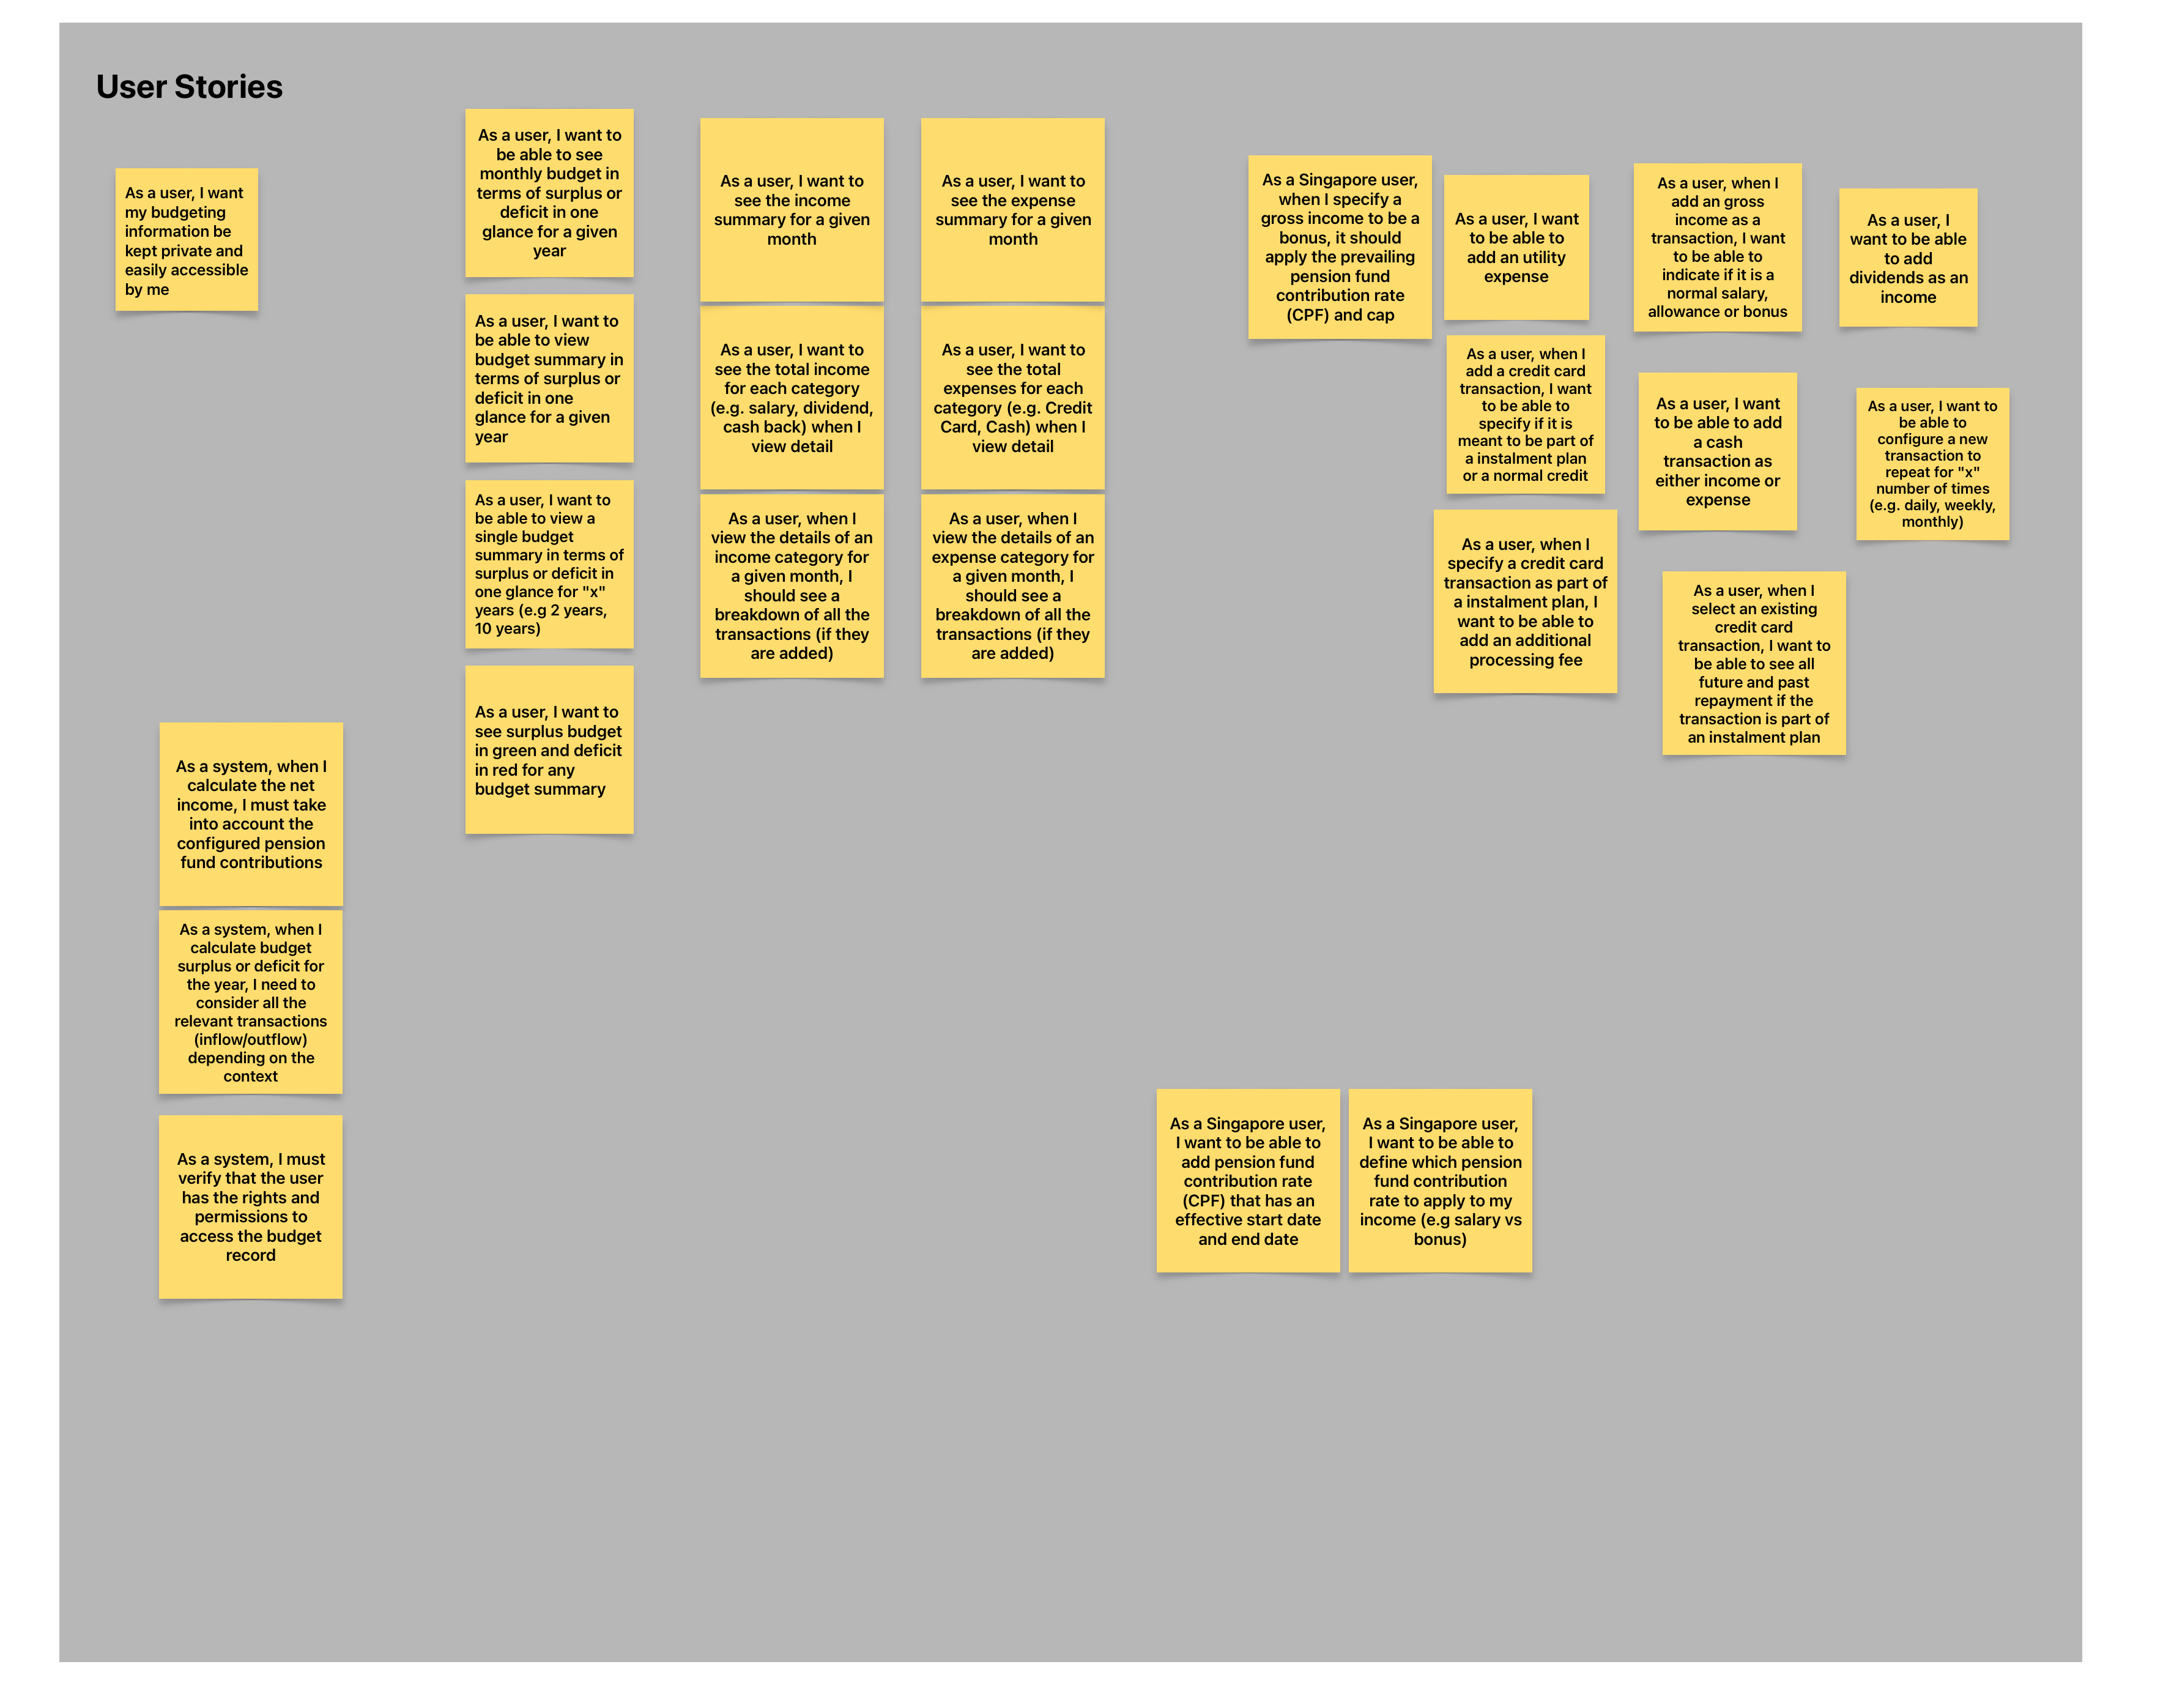 User Stories
As a user, I want
my budgeting
information be
kept private and
easily accessible
by me
As a user, I want to
be able to see
monthly budget in
terms of surplus or
deficit in one
glance for a given
year
As a user, I want to
be able to view
budget summary in
terms of surplus or
deficit in one
glance for a given
year
As a user, I want to
be able to view a
single budget
summary in terms of
surplus or deficit in
one glance for "x"
years (e.g 2 years,
10 years)
As a user, I want to
see surplus budget
in green and deficit
in red for any
budget summary
As a user, I want to
see the income
summary for a given
month
As a user, I want to
see the total income
for each category
(e.g. salary, dividend,
cash back) when I
view detail
As a user, when I
view the details of an
income category for
a given month, I
should see a
breakdown of all the
transactions (if they
are added)
As a user, I want to
see the expense
summary for a given
month
As a user, I want to
see the total
expenses for each
category (e.g. Credit
Card, Cash) when I
view detail
As a user, when I
view the details of an
expense category for
a given month, I
should see a
breakdown of all the
transactions (if they
are added)
As a Singapore user,
when I specify a
gross income to be a
bonus, it should
apply the prevailing
pension fund
contribution rate
(CPF) and cap
As a user, I want
to be able to
add an utility
expense
As a user, when I
add a credit card
transaction, I want
to be able to
specify if it is
meant to be part of
a instalment plan
or a normal credit
As a user, when I
specify a credit card
transaction as part of
a instalment plan, I
want to be able to
add an additional
processing fee
As a user, when I
add an gross
income as a
transaction, I want
to be able to
indicate if it is a
normal salary,
allowance or bonus
As a user, I want
to be able to add
a cash
transaction as
either income or
expense
As a user, when I
select an existing
credit card
transaction, I want to
be able to see all
future and past
repayment if the
transaction is part of
an instalment plan
As a user, I
want to be able
to add
dividends as an
income
As a user, I want to
be able to
configure a new
transaction to
repeat for "x"
number of times
(e.g. daily, weekly,
monthly)
As a system, when I
calculate the net
income, I must take
into account the
configured pension
fund contributions
As a system, when I
calculate budget
surplus or deficit for
the year, I need to
consider all the
relevant transactions
(inflow/outflow)
depending on the
context
As a system, I must
verify that the user
has the rights and
permissions to
access the budget
record
As a Singapore user,
I want to be able to
add pension fund
contribution rate
(CPF) that has an
effective start date
and end date
As a Singapore user,
I want to be able to
define which pension
fund contribution
rate to apply to my
income (e.g salary vs
bonus)